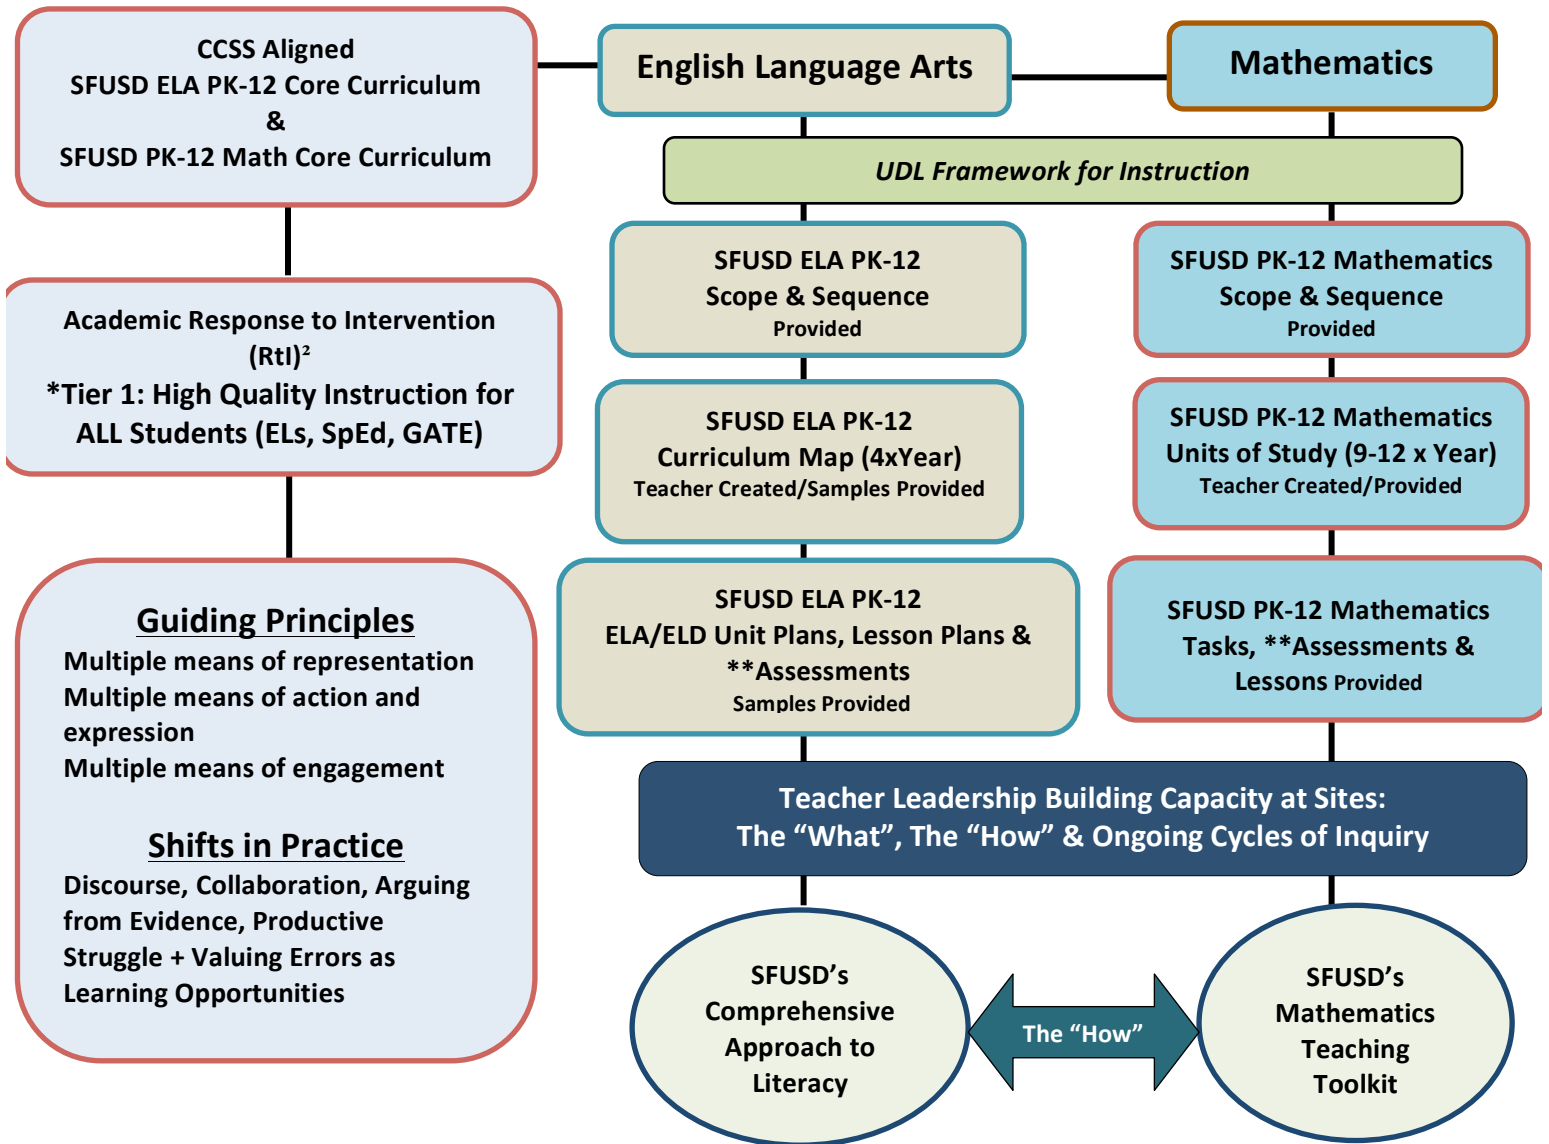 CCSS Aligned
SFUSD ELA PK-12 Core Curriculum
&
SFUSD PK-12 Math Core Curriculum
English Language Arts
Mathematics
UDL Framework for Instruction
Academic Response to Intervention
(RtI)²
*Tier 1: High Quality Instruction for
ALL Students (ELs, SpEd, GATE)
Guiding Principles
Multiple means of representation
Multiple means of action and
expression
Multiple means of engagement
Shifts in Practice
Discourse, Collaboration, Arguing
from Evidence, Productive
Struggle + Valuing Errors as
Learning Opportunities
SFUSD ELA PK-12
Scope & Sequence
Provided
SFUSD ELA PK-12
Curriculum Map (4xYear)
Teacher Created/Samples Provided
SFUSD ELA PK-12
ELA/ELD Unit Plans, Lesson Plans &
**Assessments
Samples Provided
SFUSD PK-12 Mathematics
Scope & Sequence
Provided
SFUSD PK-12 Mathematics
Units of Study (9-12 x Year)
Teacher Created/Provided
SFUSD PK-12 Mathematics
Tasks, **Assessments &
Lessons Provided
Teacher Leadership Building Capacity at Sites:
The “What”, The “How” & Ongoing Cycles of Inquiry
SFUSD’s
Comprehensive
Approach to
Literacy
The “How”
SFUSD’s
Mathematics
Teaching
Toolkit